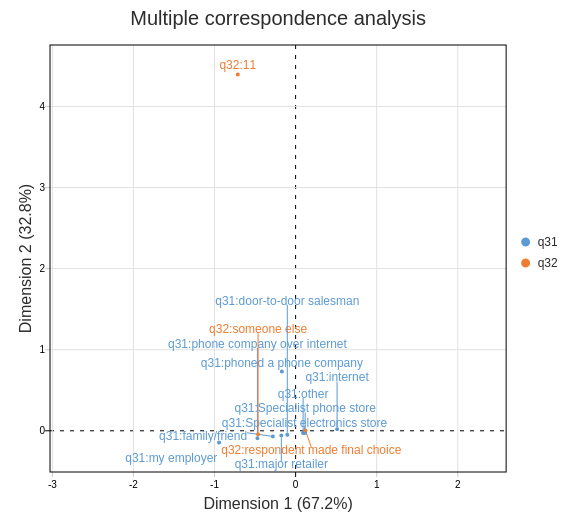 Multiple correspondence analysis
q32:11
4
3
2
1
0
Dimension 2 (32.8%)
q31:door-to-door salesman
q32:someone else
q31:phone company over internet
q31:phoned a phone company
q31:internet
q31:other
q31:Specialist phone store
q31:Specialist electronics store
q31:family/friend
q32:respondent made final choice
q31:my employer
q31:major retailer
-3
-2
-1
0
1
2
Dimension 1 (67.2%)
q31
q32